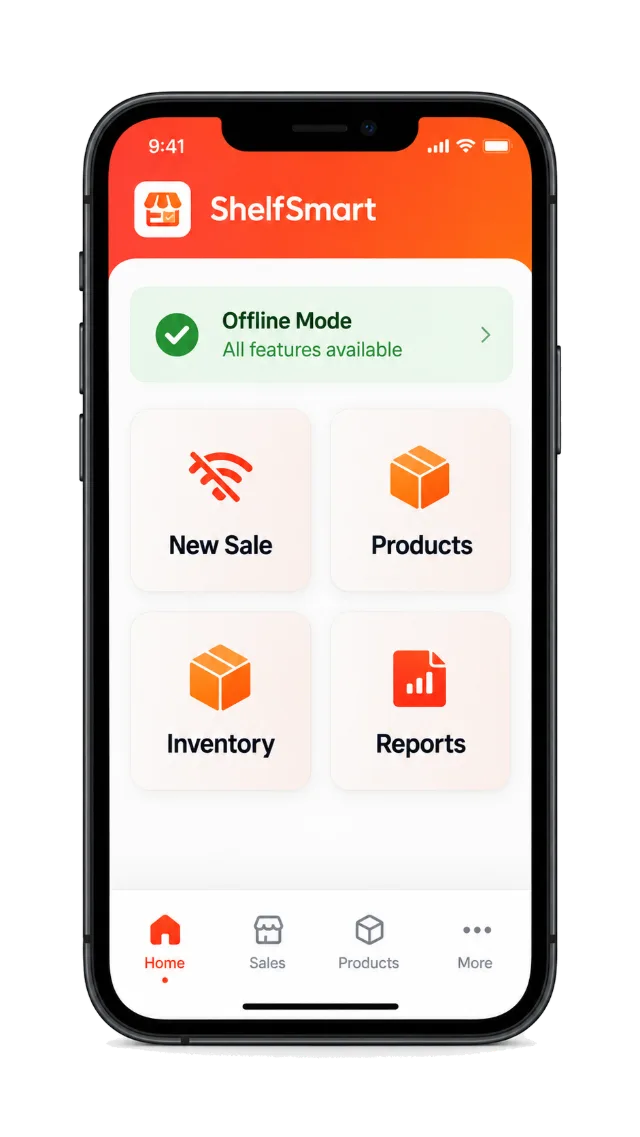 9:41
ShelfSmart
Offline Mode
All features available
New Sale
Products
Inventory
Reports
Home
Sales
Products
More